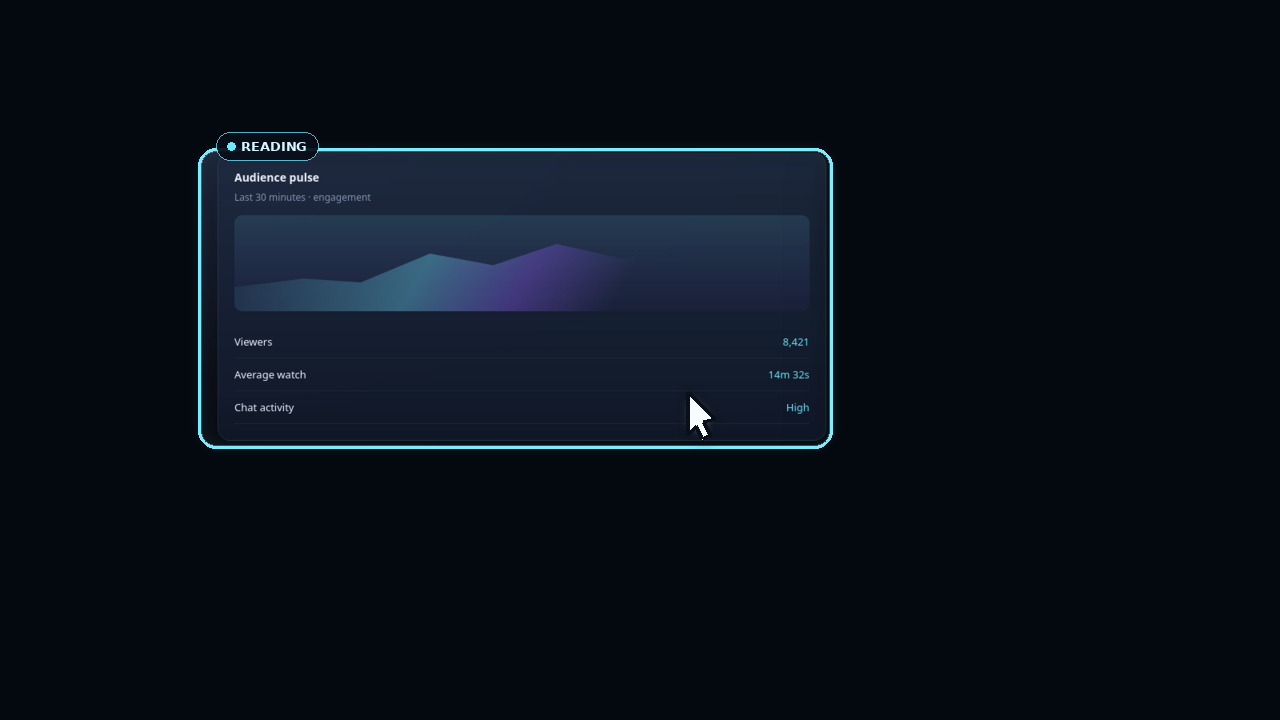 READING
Audience pulse
Last 30 minutes · engagement
Viewers 8,421
Average watch 14m 32s
Chat activity High